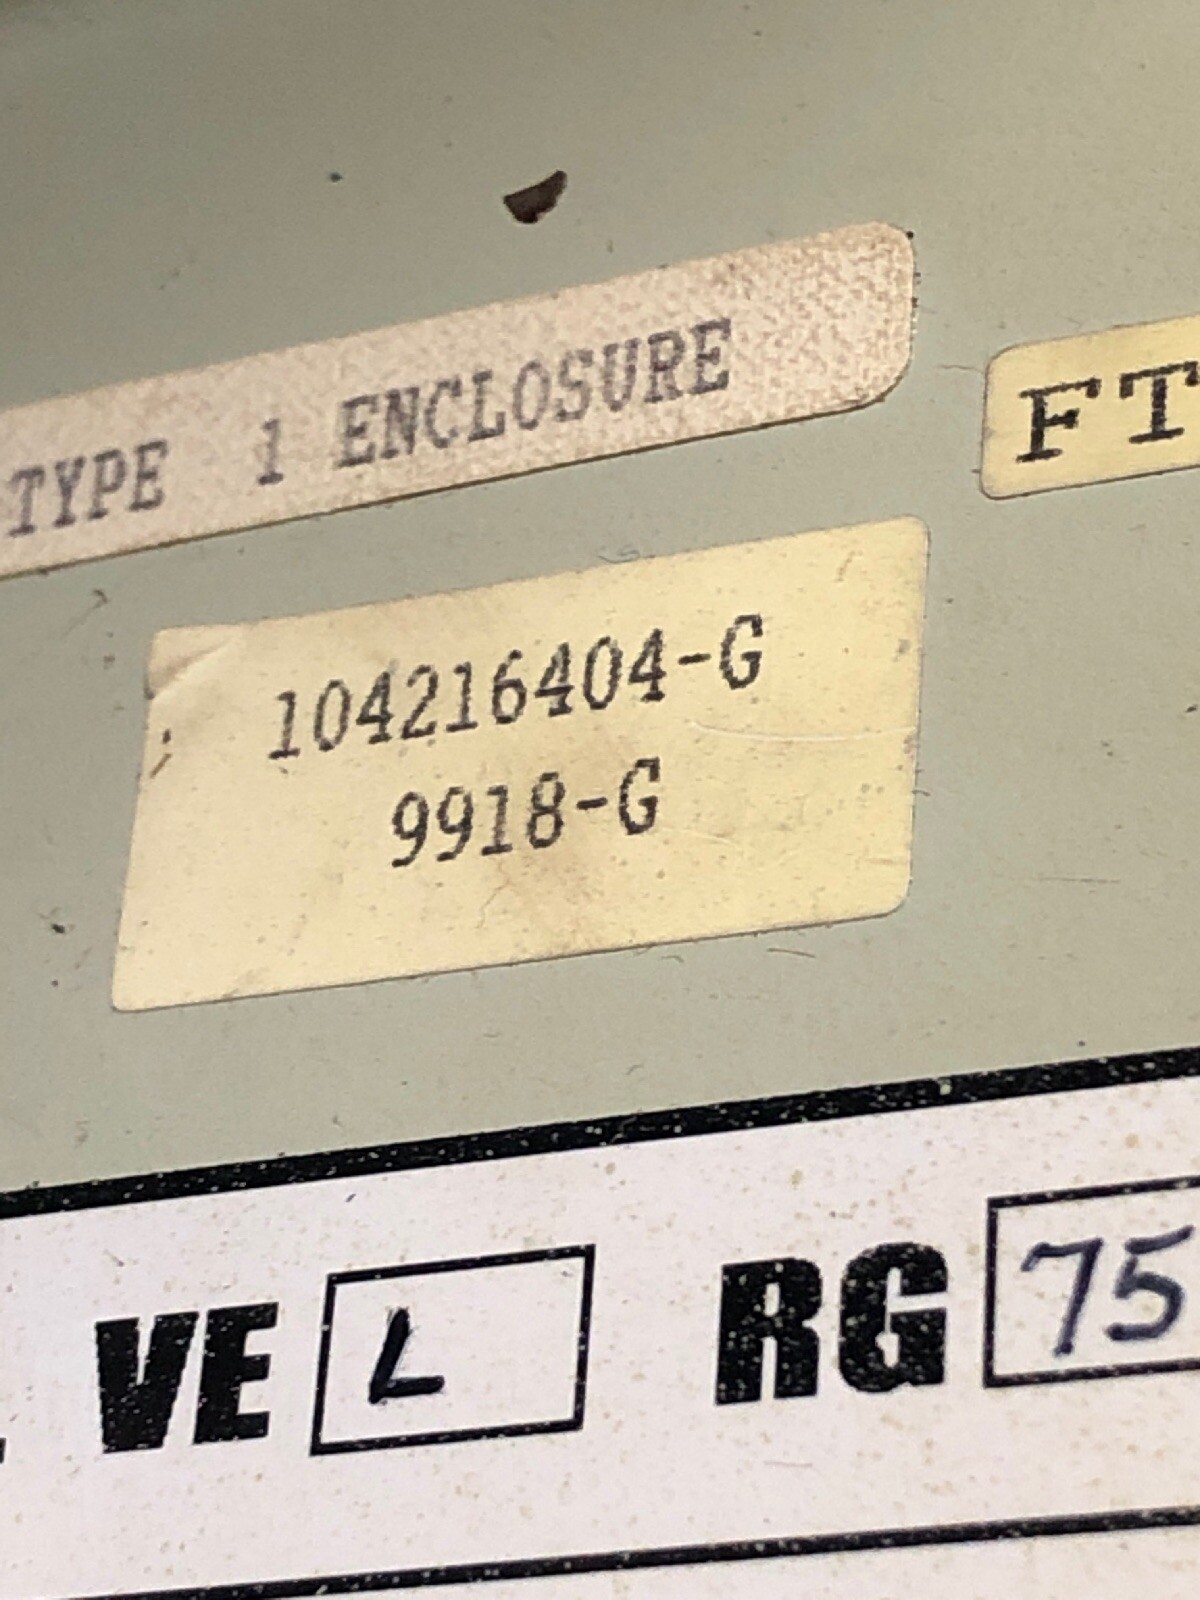 TYPE 1 ENCLOSURE
FT
104216404-G
9918-G
VE L RG 75